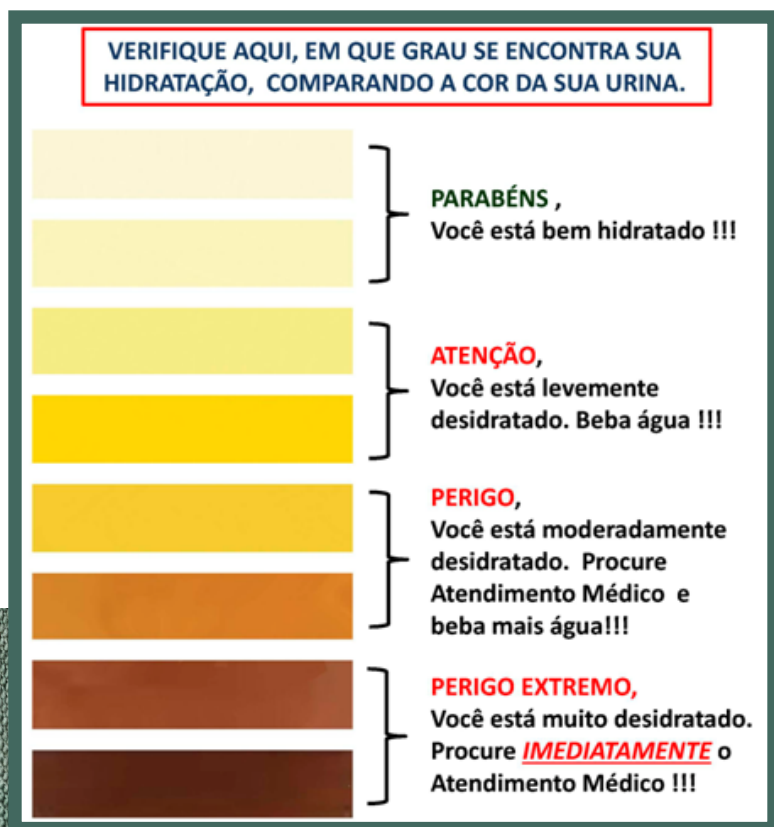 VERIFIQUE AQUI, EM QUE GRAU SE ENCONTRA SUA
HIDRATAÇÃO, COMPARANDO A COR DA SUA URINA.
PARABÉNS ,
Você está bem hidratado !!!
ATENÇÃO,
Você está levemente
desidratado. Beba água !!!
PERIGO,
Você está moderadamente
desidratado. Procure
Atendimento Médico e
beba mais água!!!
PERIGO EXTREMO,
Você está muito desidratado.
Procure IMEDIATAMENTE o
Atendimento Médico !!!